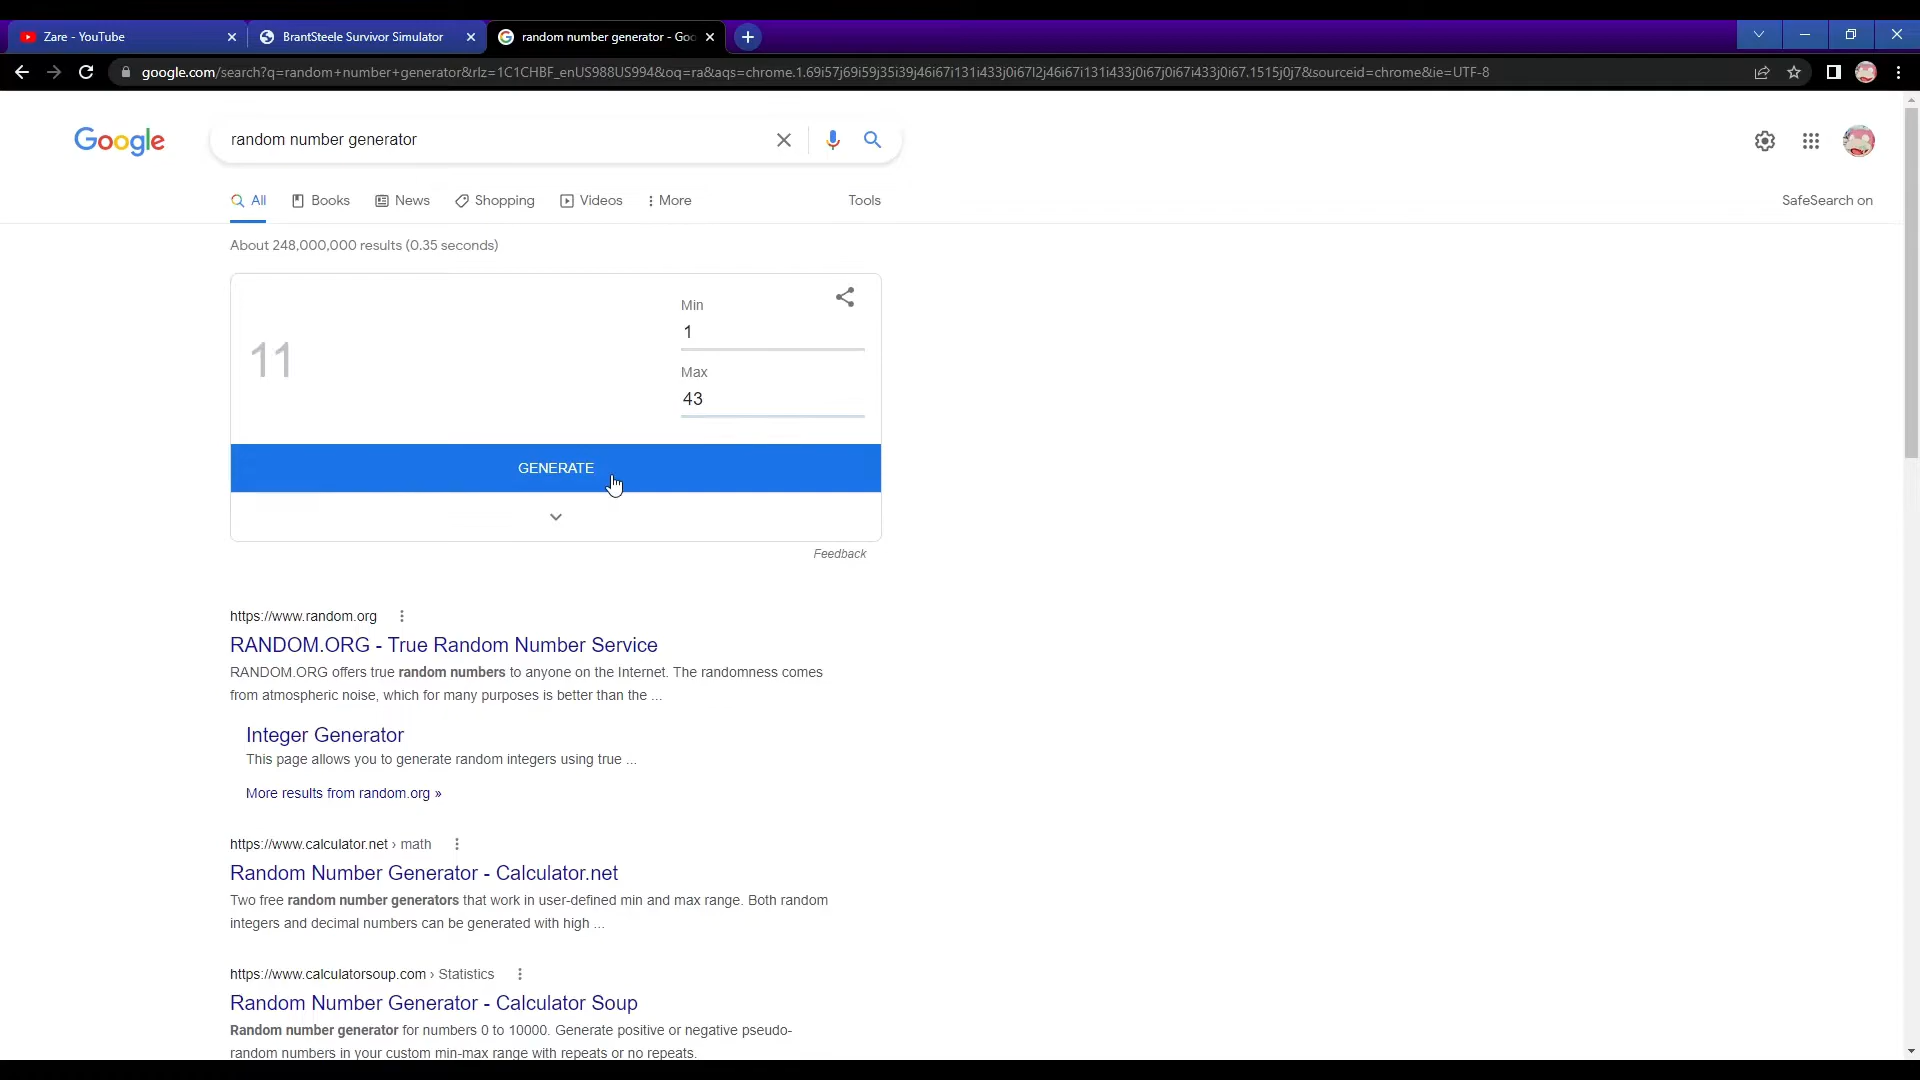 Zare - YouTube
BrantSteele Survivor Simulator
random number generator - Goo
google.com/search?q=random+number+generator&rlz=1C1CHBF_enUS988US994&oq=ra&aqs=chrome.1.69i57j69i59j35i39j46i67i131i433j0i67l2j46i67i131i433j0i67j0i67i433j0i67.1515j0j7&sourceid=chrome&ie=UTF-8
Google
random number generator
All Books News Shopping Videos More Tools SafeSearch on
About 248,000,000 results (0.35 seconds)
Min
1
11
Max
43
GENERATE
Feedback
https://www.random.org
RANDOM.ORG - True Random Number Service
RANDOM.ORG offers true random numbers to anyone on the Internet. The randomness comes
from atmospheric noise, which for many purposes is better than the ...
Integer Generator
This page allows you to generate random integers using true ...
More results from random.org »
https://www.calculator.net › math
Random Number Generator - Calculator.net
Two free random number generators that work in user-defined min and max range. Both random
integers and decimal numbers can be generated with high ...
https://www.calculatorsoup.com › Statistics
Random Number Generator - Calculator Soup
Random number generator for numbers 0 to 10000. Generate positive or negative pseudo-
random numbers in your custom min-max range with repeats or no repeats.